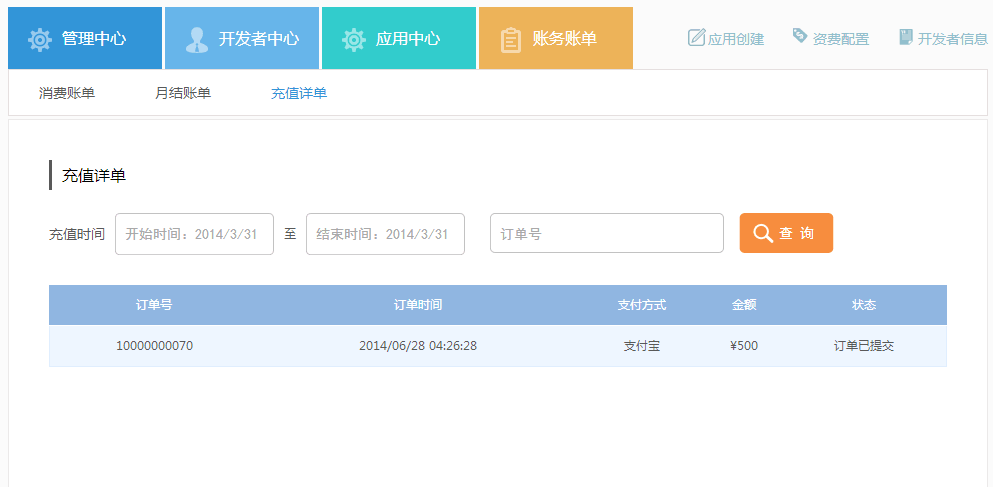 管理中心 开发者中心 应用中心 账务账单 应用创建 资费配置 开发者信息
消费账单 月结账单 充值详单
充值详单
充值时间 开始时间：2014/3/31 至 结束时间：2014/3/31 订单号 查 询
订单号 订单时间 支付方式 金额 状态
10000000070 2014/06/28 04:26:28 支付宝 ¥500 订单已提交